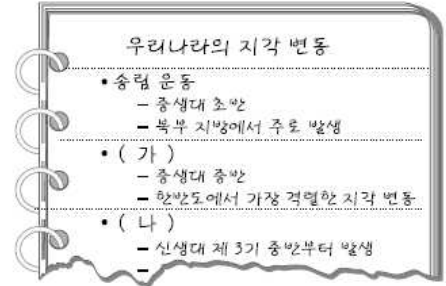 우리나라의 지각 변동
• 송림 운동
– 중생대 초반
– 북부 지방에서 주로 발생
• ( 가 )
– 중생대 중반
– 한반도에서 가장 격렬한 지각 변동
• ( 나 )
– 신생대 제 3기 중반부터 발생
–